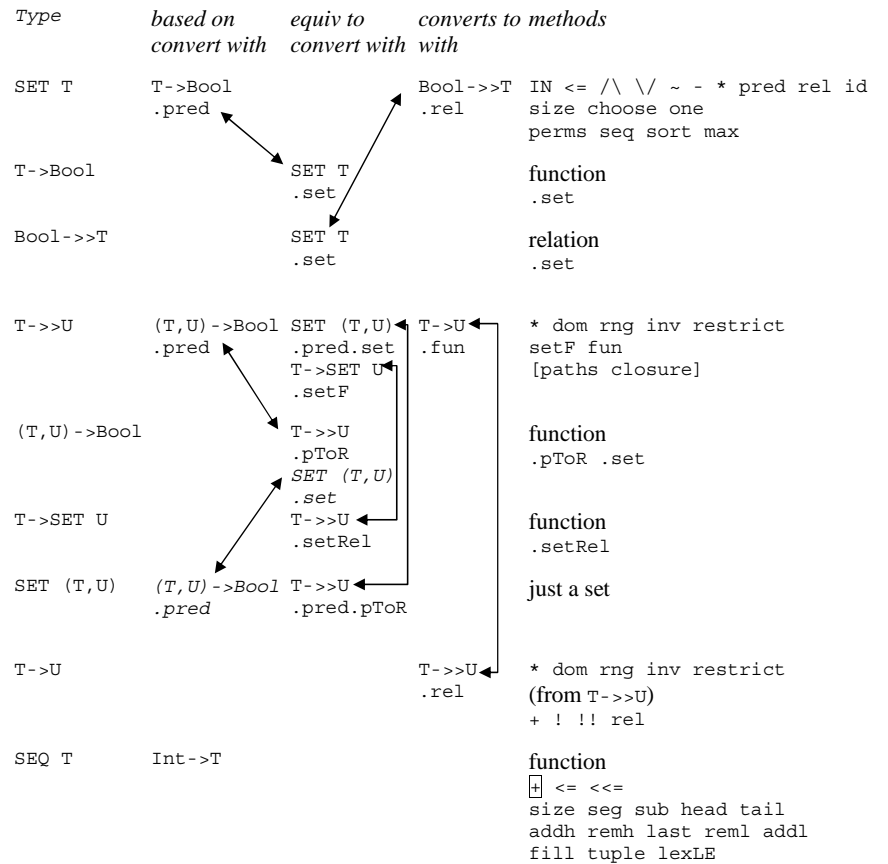 Type based on equiv to converts to methods
convert with convert with with
SET T T->Bool Bool->>T IN <= /\ \/ ~ - * pred rel id
.pred .rel size choose one
perms seq sort max
T->Bool SET T function
.set .set
Bool->>T SET T relation
.set .set
T->>U (T,U)->Bool SET (T,U) T->U * dom rng inv restrict
.pred .pred.set .fun setF fun
T->SET U [paths closure]
.setF
(T,U)->Bool T->>U function
.pToR .pToR .set
SET (T,U)
.set
T->SET U T->>U function
.setRel .setRel
SET (T,U) (T,U)->Bool T->>U just a set
.pred .pred.pToR
T->U T->>U * dom rng inv restrict
.rel (from T->>U)
+ ! !! rel
SEQ T Int->T function
+ <= <<=
size seg sub head tail
addh remh last reml addl
fill tuple lexLE